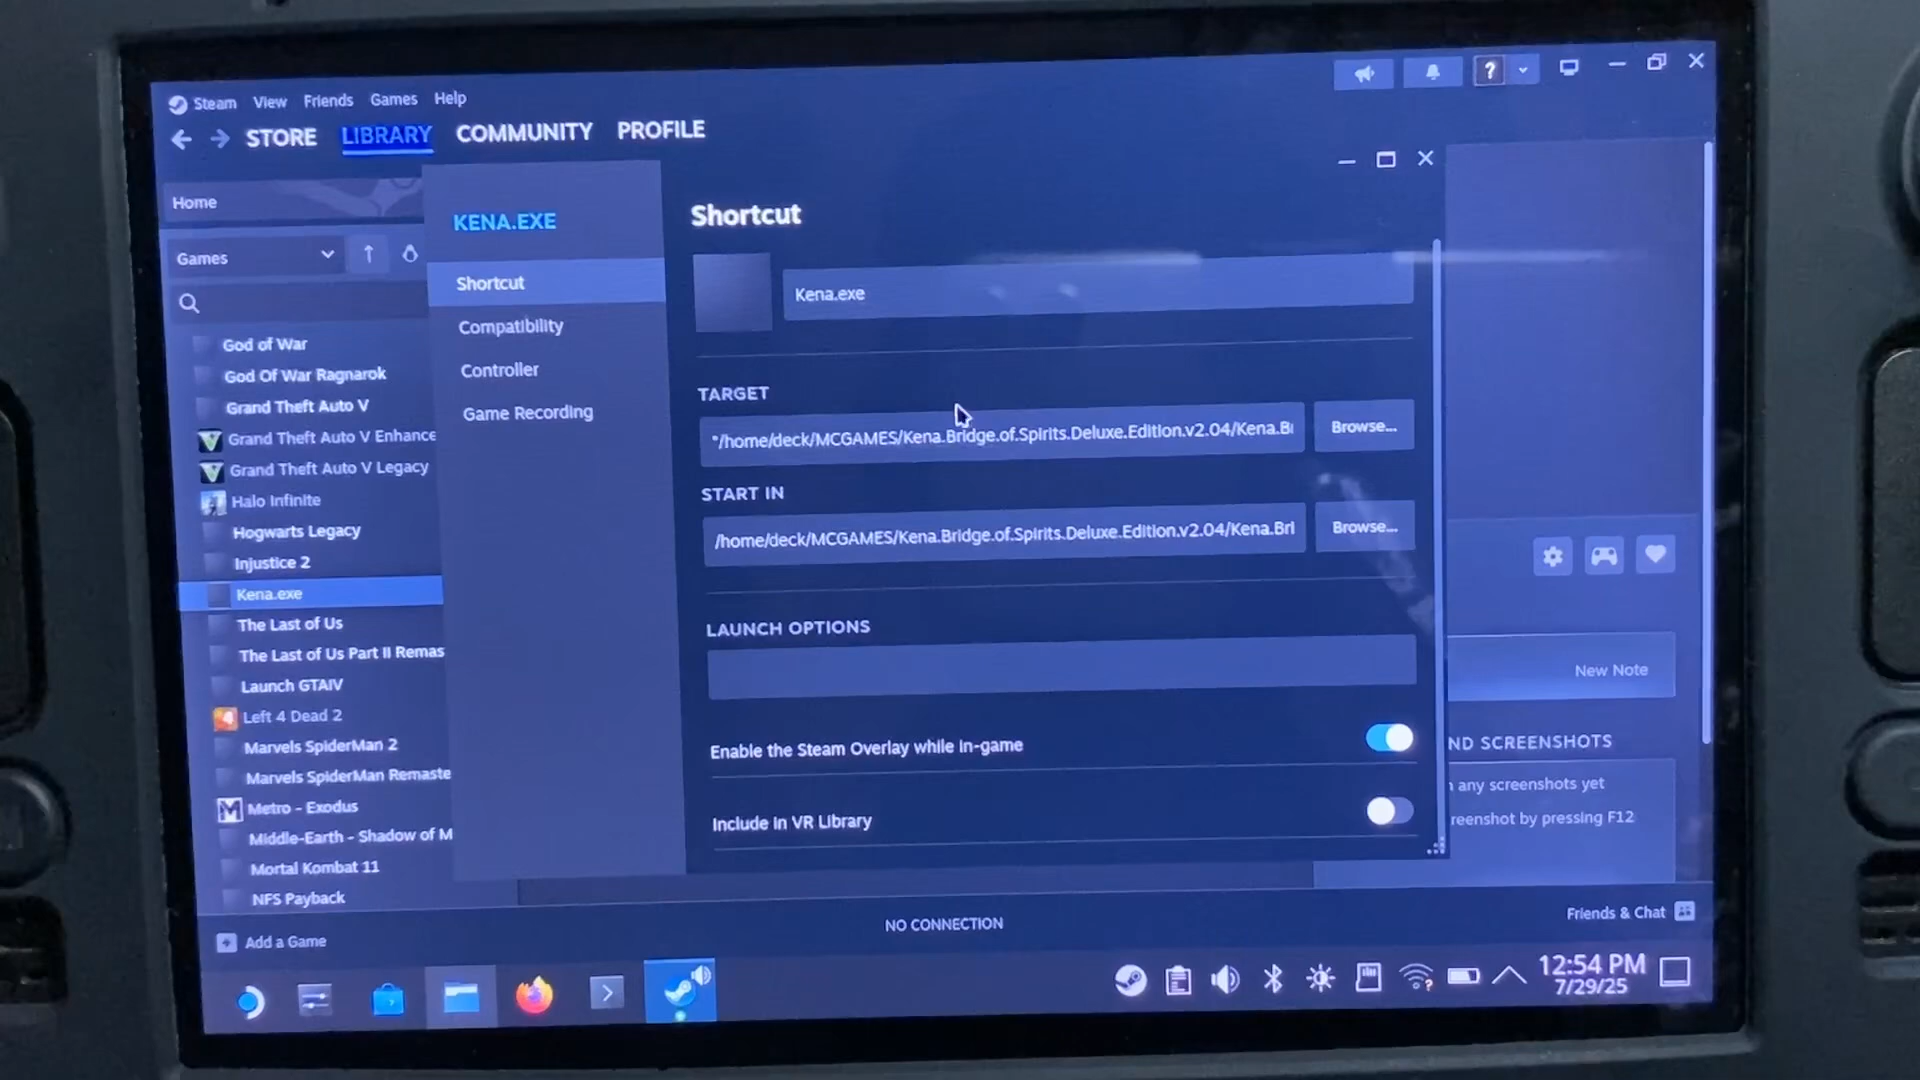 Steam View Friends Games Help
STORE LIBRARY COMMUNITY PROFILE
Home
Games
God of War
God Of War Ragnarok
Grand Theft Auto V
Grand Theft Auto V Enhance
Grand Theft Auto V Legacy
Halo Infinite
Hogwarts Legacy
Injustice 2
Kena.exe
The Last of Us
The Last of Us Part II Remas
Launch GTAIV
Left 4 Dead 2
Marvels SpiderMan 2
Marvels SpiderMan Remaste
Metro - Exodus
Middle-Earth - Shadow of M
Mortal Kombat 11
NFS Payback
Add a Game
KENA.EXE
Shortcut
Compatibility
Controller
Game Recording
Shortcut
Kena.exe
TARGET
"/home/deck/MCGAMES/Kena.Bridge.of.Spirits.Deluxe.Edition.v2.04/Kena.Bi
Browse...
START IN
/home/deck/MCGAMES/Kena.Bridge.of.Spirits.Deluxe.Edition.v2.04/Kena.Bri
Browse...
LAUNCH OPTIONS
Enable the Steam Overlay while in-game
Include in VR Library
New Note
ND SCREENSHOTS
any screenshots yet
reenshot by pressing F12
NO CONNECTION
Friends & Chat
12:54 PM
7/29/25